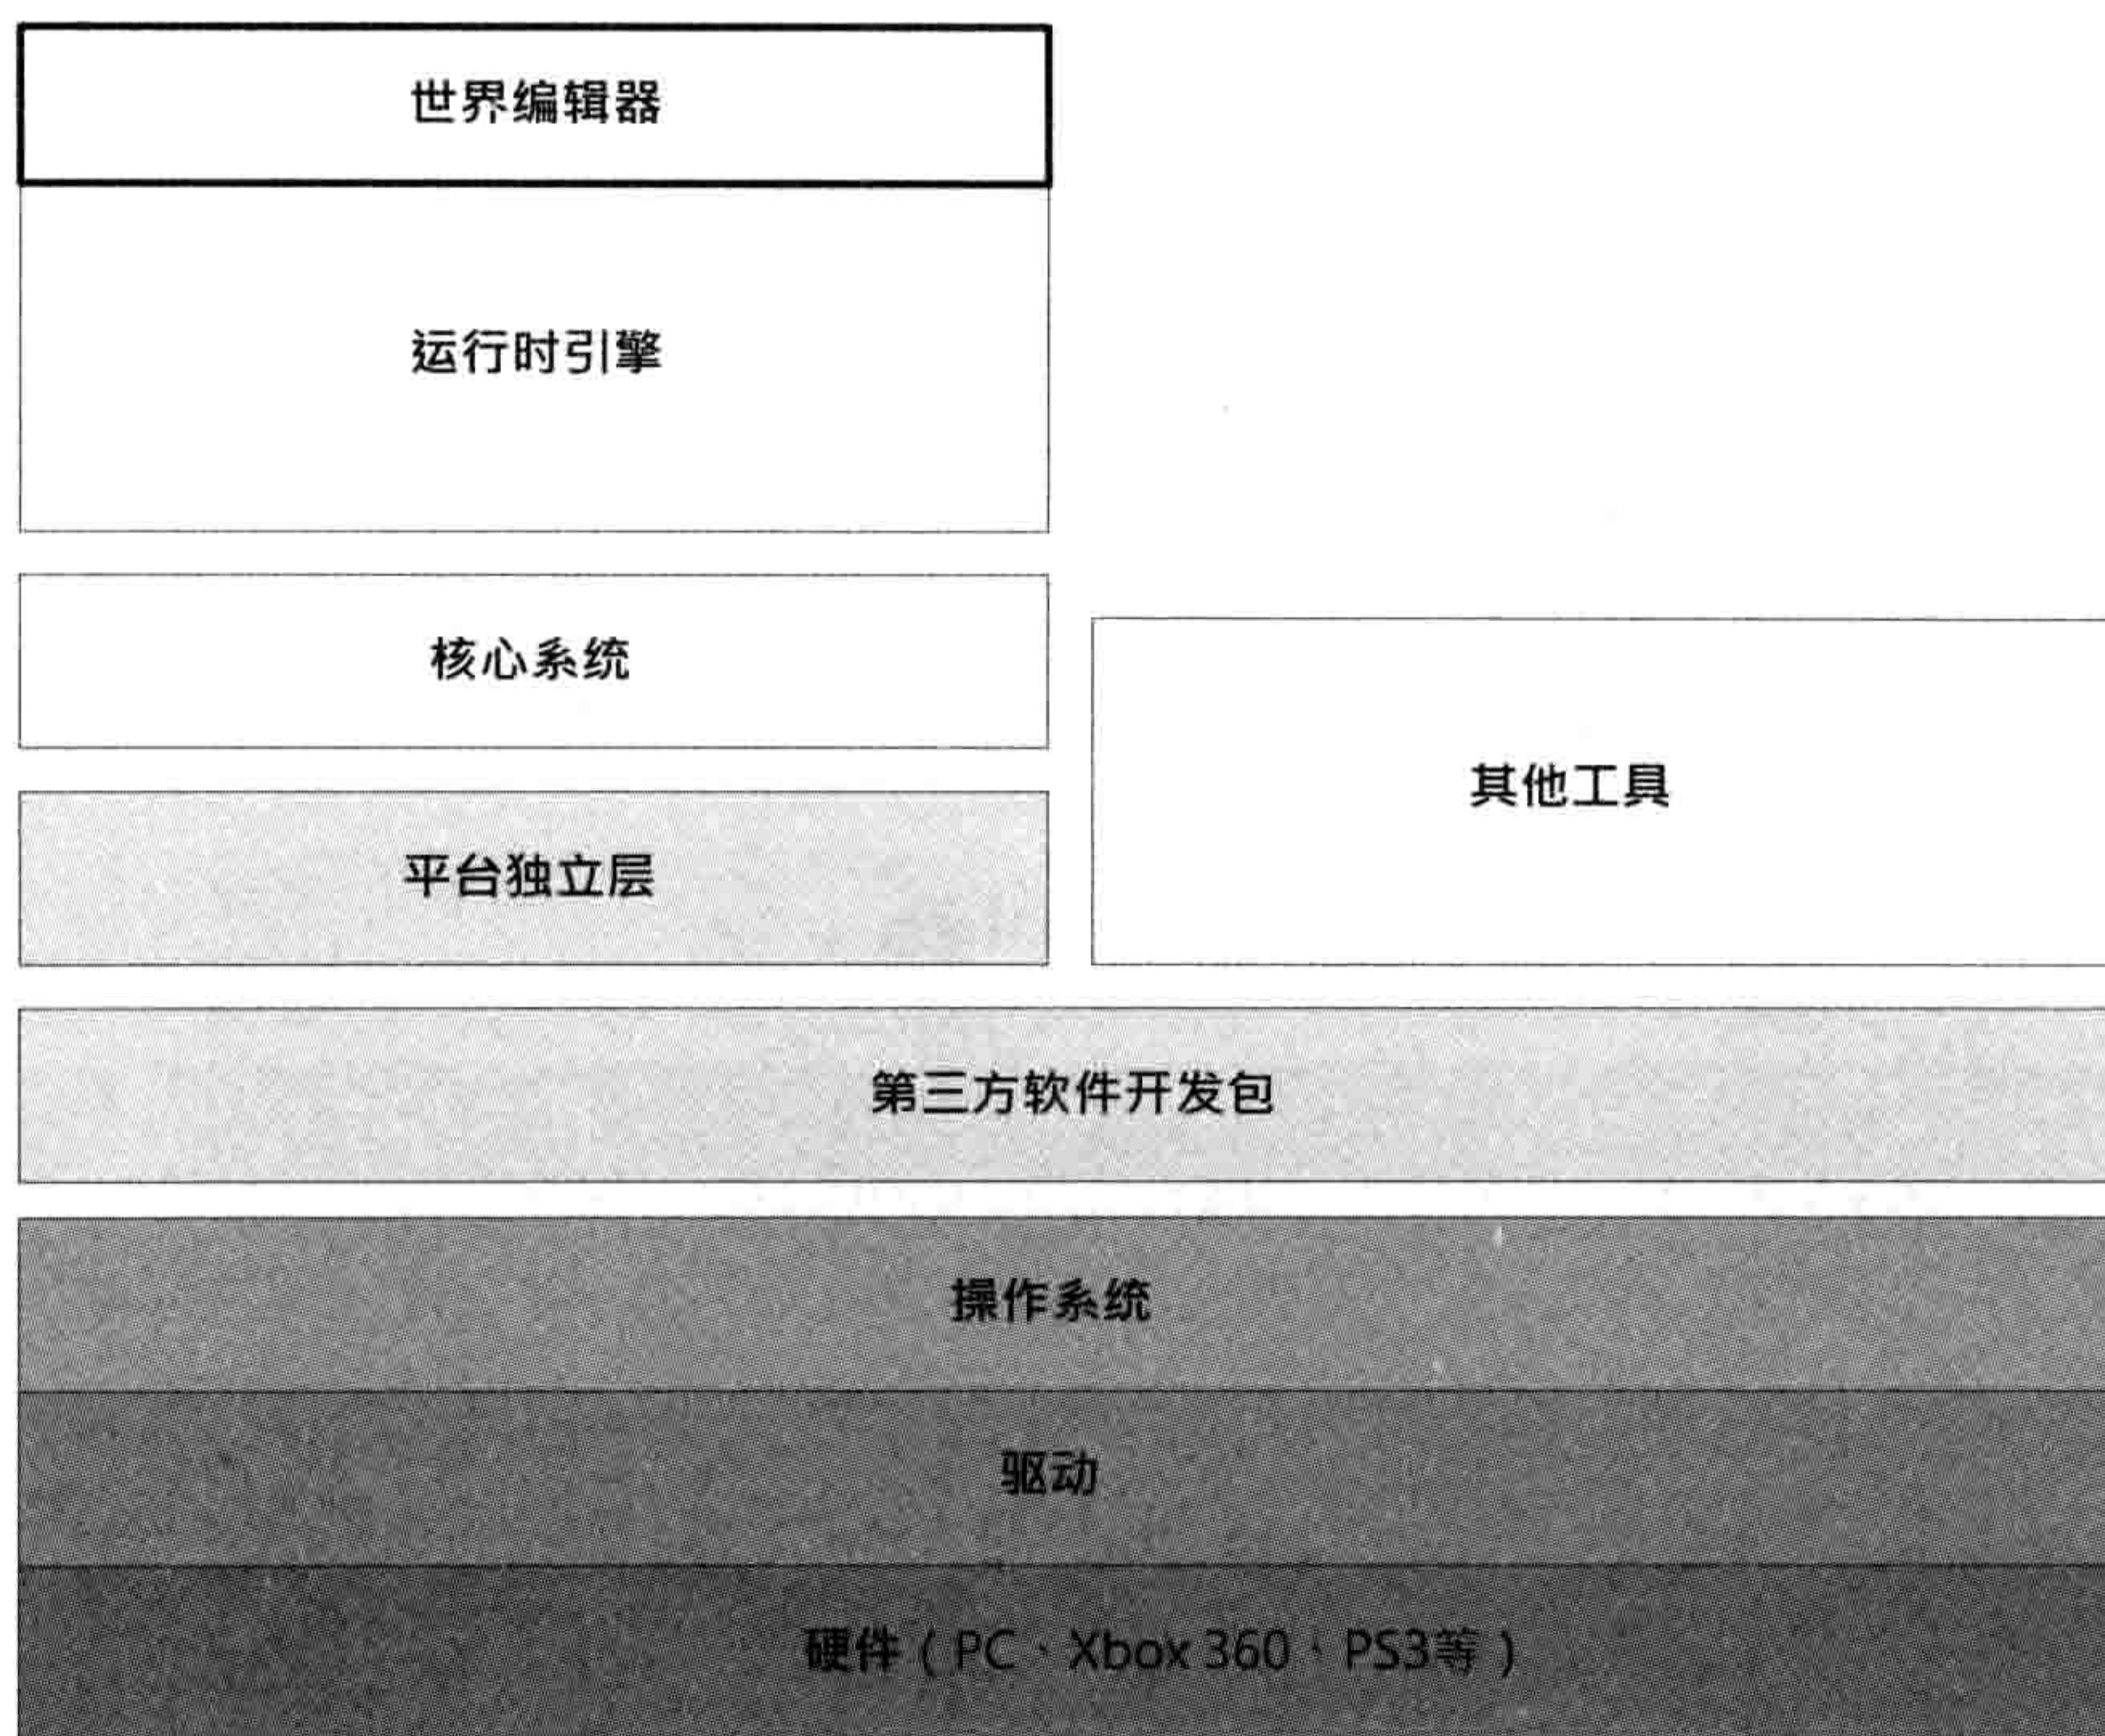 世界编辑器
运行时引擎
核心系统
其他工具
平台独立层
第三方软件开发包
操作系统
驱动
硬件（PC、Xbox 360、PS3等）